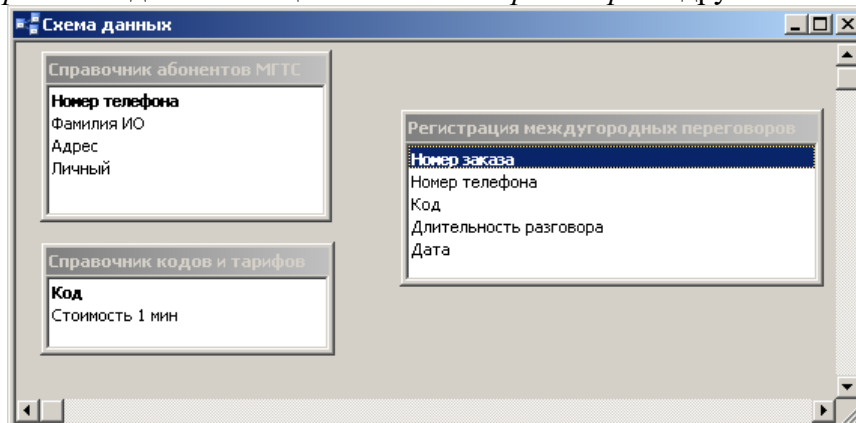 Схема данных
Справочник абонентов МГТС
Номер телефона
Фамилия ИО
Адрес
Личный
Регистрация междугородных переговоров
Номер заказа
Номер телефона
Код
Длительность разговора
Дата
Справочник кодов и тарифов
Код
Стоимость 1 мин